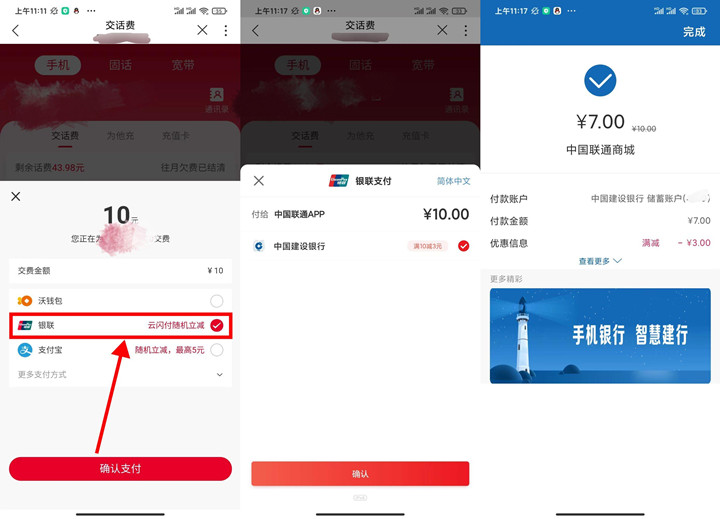 上午11:11
55
交话费
手机
固话
宽带
通讯录
交话费
为他充
充值卡
剩余话费43.98元
往月欠费已结清
10元
您正在为
交费
交费金额
¥ 10
沃钱包
银联
云闪付随机立减
支付宝
随机立减，最高5元
更多支付方式
确认支付
上午11:17
交话费
手机
固话
宽带
通讯录
交话费
为他充
充值卡
银联支付
简体中文
付给 中国联通APP
¥10.00
中国建设银行
满10减3元
确认
上午11:17
完成
¥7.00
¥10.00
中国联通商城
付款账户
中国建设银行 储蓄账户(
付款金额
¥7.00
优惠信息
满减
- ¥3.00
查看更多
更多精彩
手机银行 智慧建行